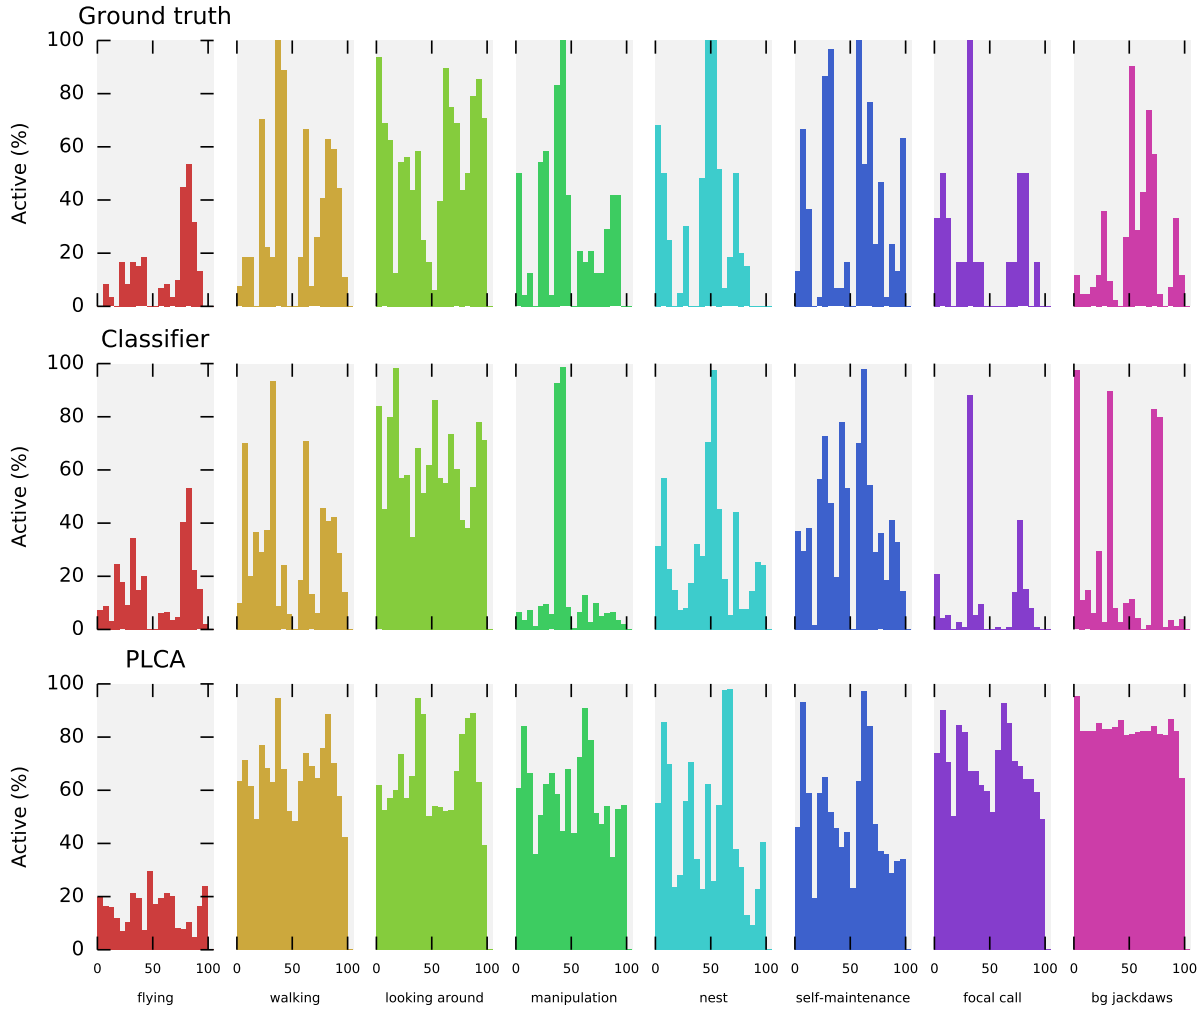 Ground truth
100
80
60
40
20
0
Active (%)
Classifier
100
80
60
40
20
0
Active (%)
PLCA
100
80
60
40
20
0
Active (%)
0 50 100 0 50 100 0 50 100 0 50 100 0 50 100 0 50 100 0 50 100 0 50 100
flying walking looking around manipulation nest self-maintenance focal call bg jackdaws